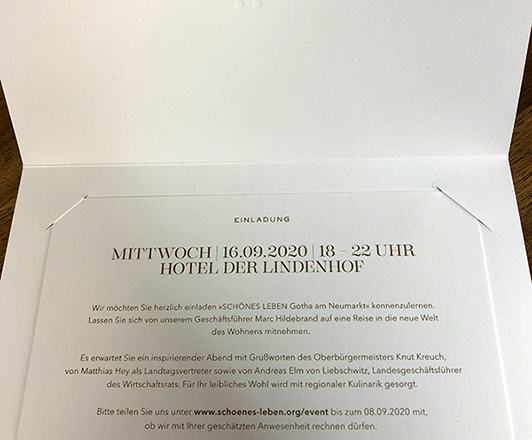 EINLADUNG
MITTWOCH | 16.09.2020 | 18 – 22 UHR
HOTEL DER LINDENHOF
Wir möchten Sie herzlich einladen »SCHÖNES LEBEN Gotha am Neumarkt« kennenzulernen.
Lassen Sie sich von unserem Geschäftsführer Marc Hildebrand auf eine Reise in die neue Welt
des Wohnens mitnehmen.
Es erwartet Sie ein inspirierender Abend mit Grußworten des Oberbürgermeisters Knut Kreuch,
von Matthias Hey als Landtagsvertreter sowie von Andreas Elm von Liebschwitz, Landesgeschäftsführer
des Wirtschaftsrats. Für Ihr leibliches Wohl wird mit regionaler Kulinarik gesorgt.
Bitte teilen Sie uns unter www.schoenes-leben.org/event bis zum 08.09.2020 mit,
ob wir mit Ihrer geschätzten Anwesenheit rechnen dürfen.